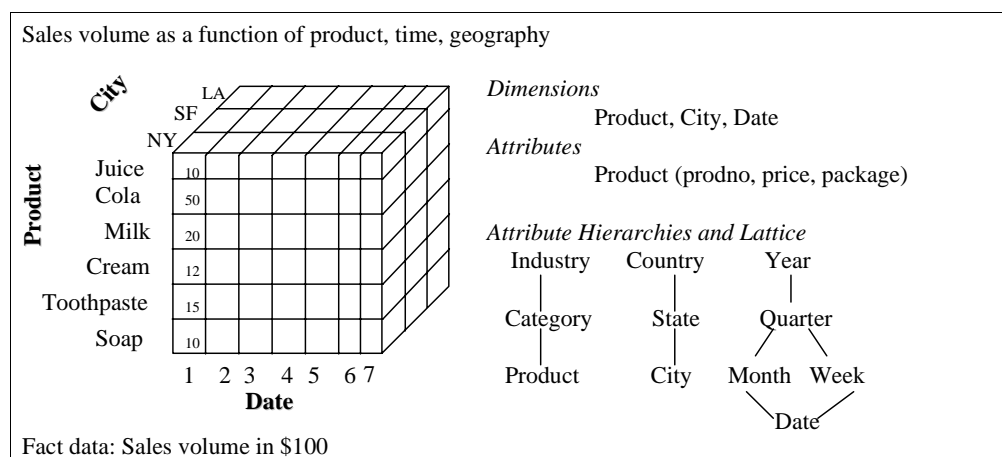 Sales volume as a function of product, time, geography
City
LA
SF
NY
Product
Juice 10
Cola 50
Milk 20
Cream 12
Toothpaste 15
Soap 10
1 2 3 4 5 6 7
Date
Dimensions
Product, City, Date
Attributes
Product (prodno, price, package)
Attribute Hierarchies and Lattice
Industry Country Year
Category State Quarter
Product City Month Week
Date
Fact data: Sales volume in $100